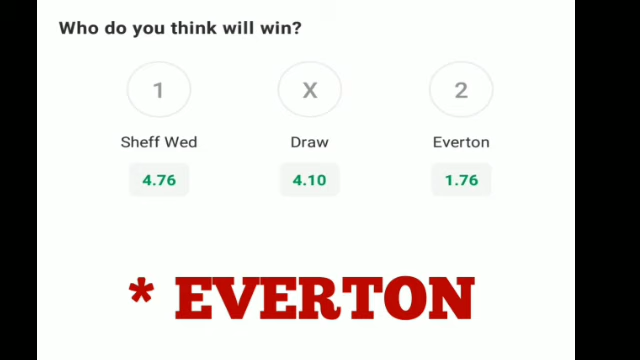 Who do you think will win?
1 X 2
Sheff Wed Draw Everton
4.76 4.10 1.76
* EVERTON